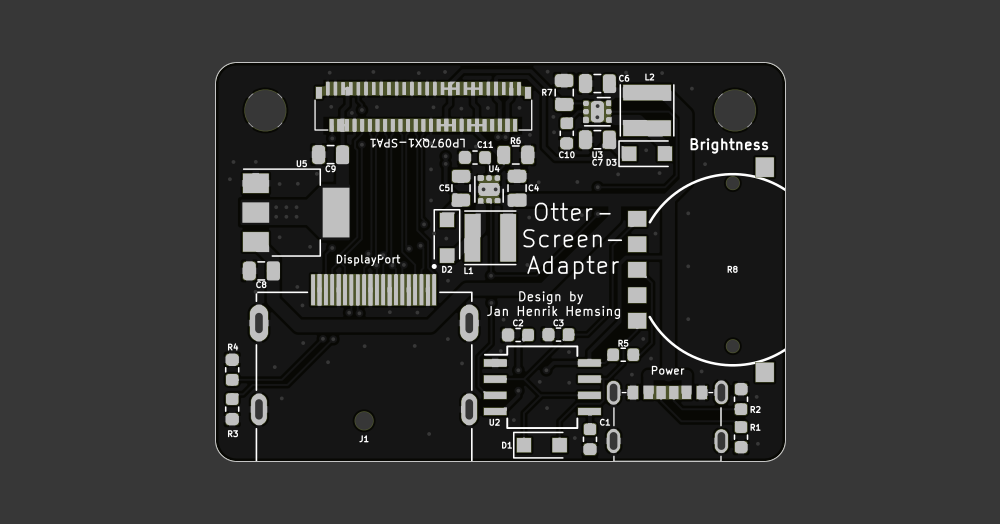 C6
L2
R7
LP097QX1-SPA1
R6
C11
C10
U3
C7
D3
Brightness
U5
C9
U4
C5
C4
Otter-
Screen-
Adapter
DisplayPort
D2
L1
R8
C8
Design by
Jan Henrik Hemsing
C2
C3
R4
R5
Power
R3
J1
U2
C1
R2
R1
D1